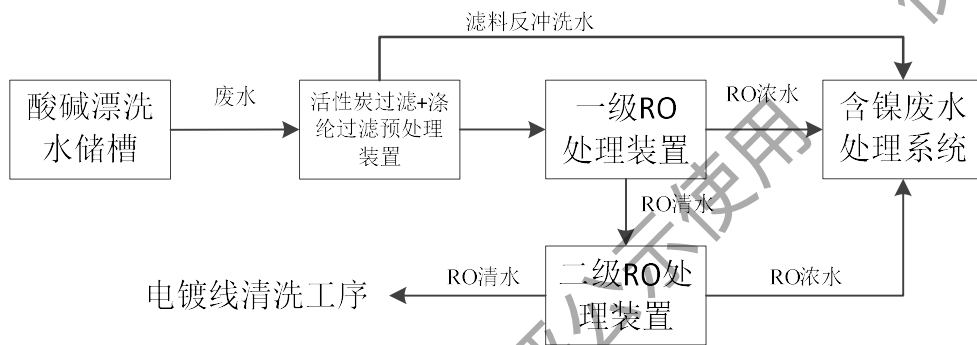 滤料反冲洗水
酸碱漂洗
水储槽
废水
活性炭过滤+涤
纶过滤预处理
装置
一级RO
处理装置
RO浓水
含镍废水
处理系统
RO清水
电镀线清洗工序
RO清水
二级RO处
理装置
RO浓水
公示使用